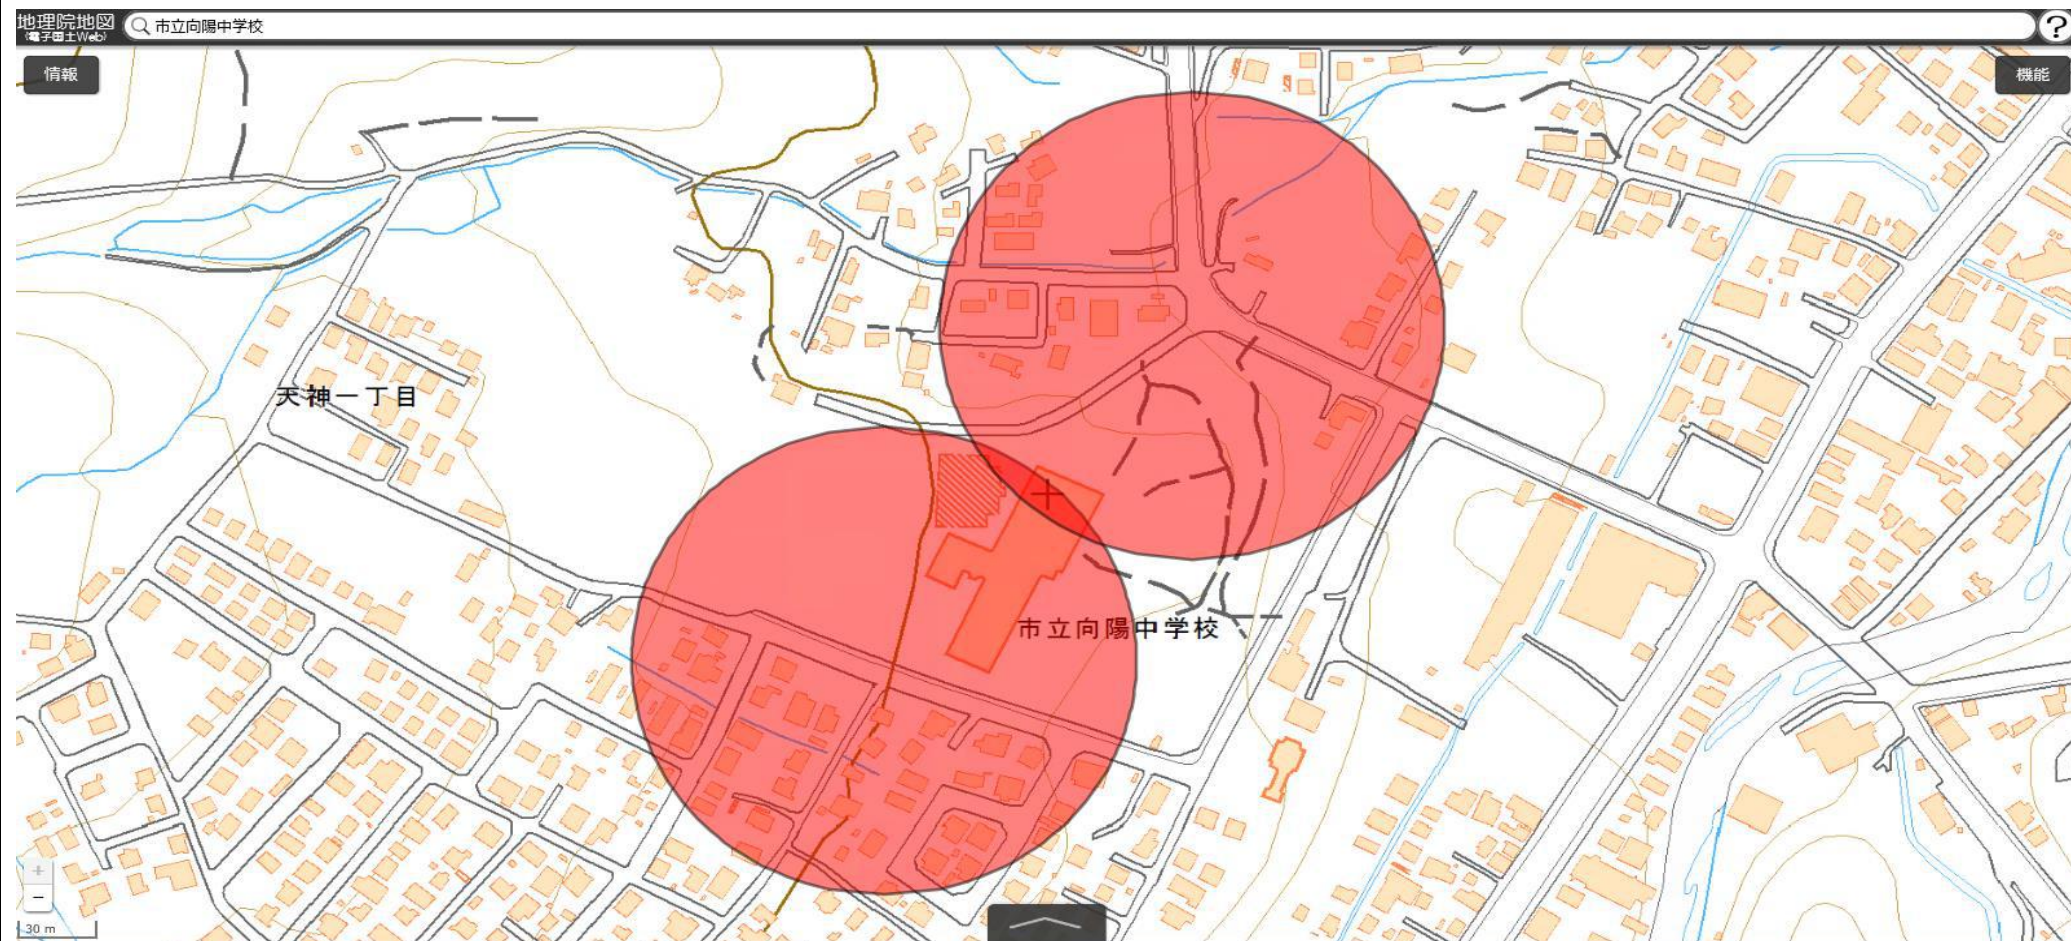 地理院地図
(電子国土Web)
市立向陽中学校
?
情報
機能
天神一丁目
市立向陽中学校
+
−
30 m